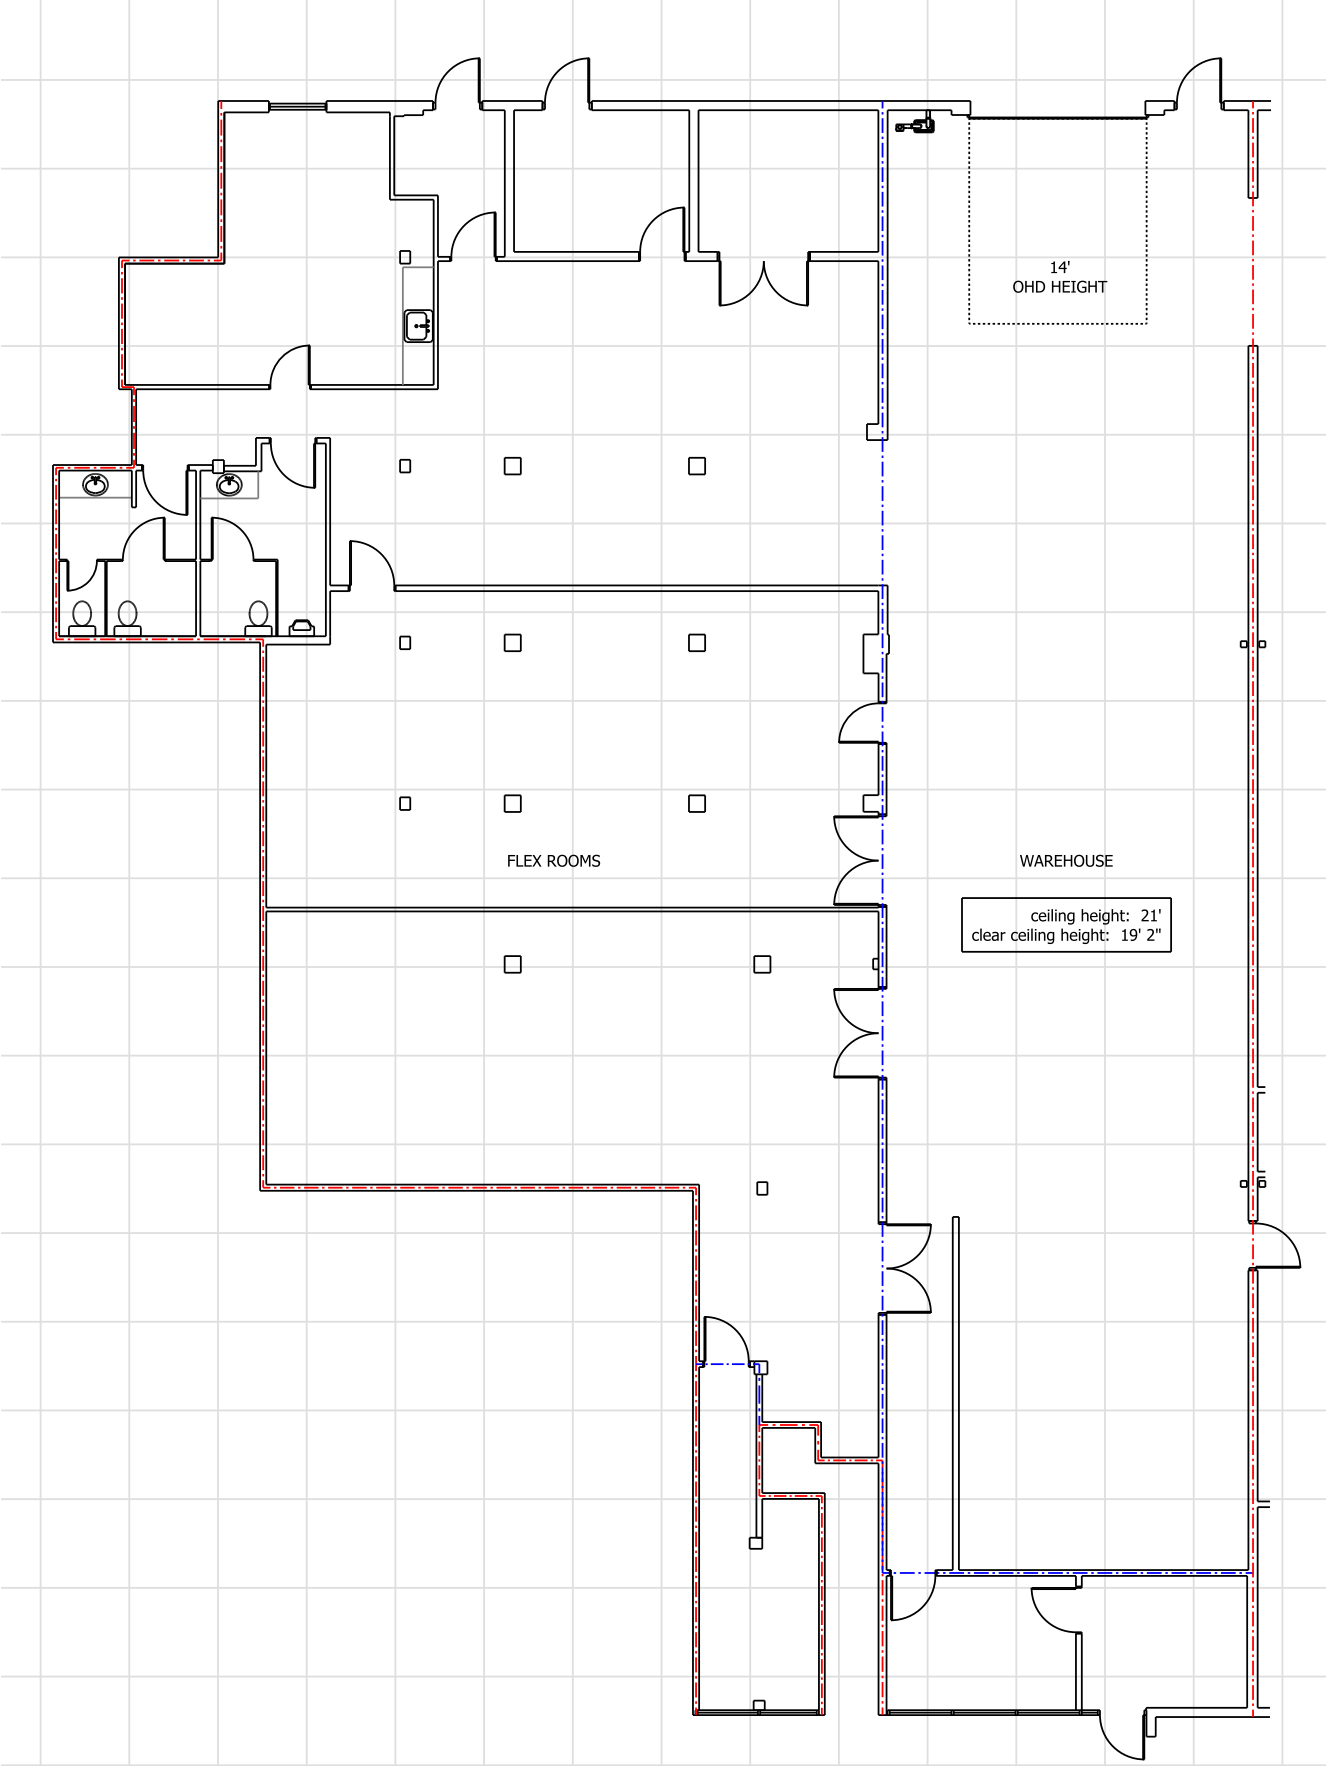 14'
OHD HEIGHT
FLEX ROOMS
WAREHOUSE
ceiling height:  21'
clear ceiling height:  19' 2"